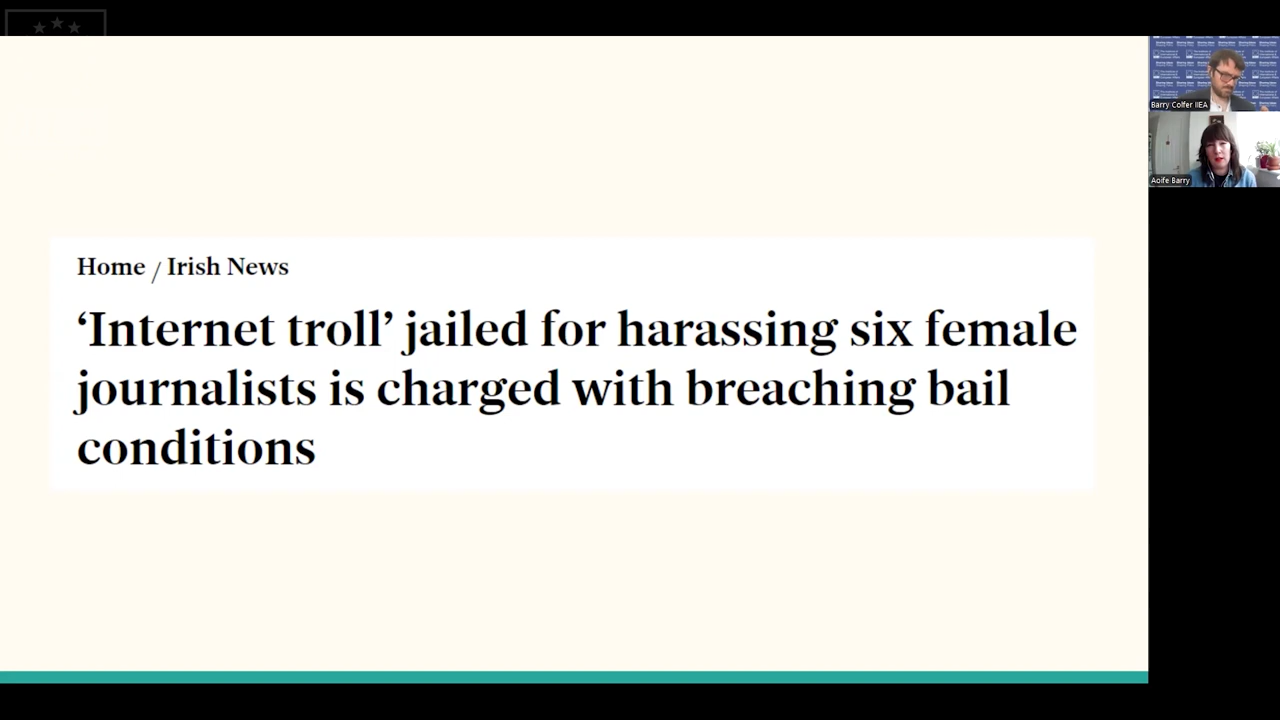 Home / Irish News
‘Internet troll’ jailed for harassing six female
journalists is charged with breaching bail
conditions
Barry Colfer IIEA
Aoife Barry